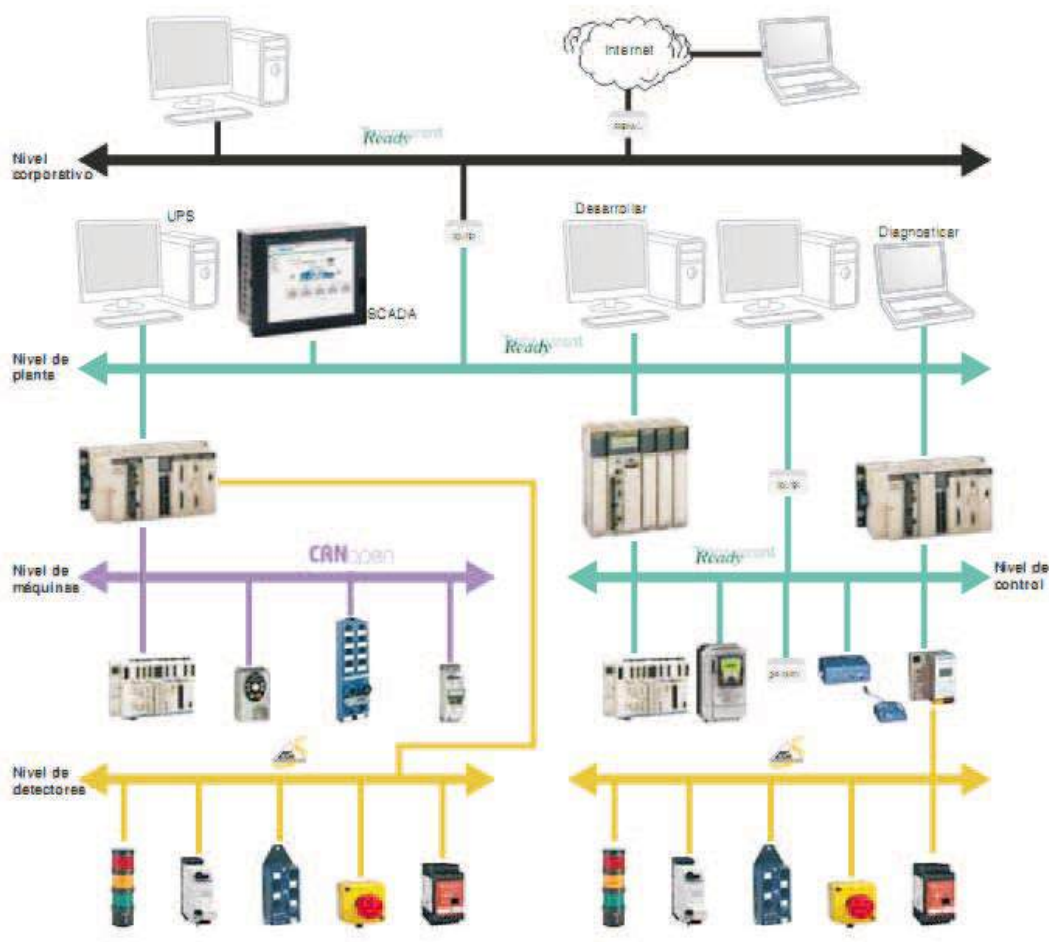 Internet
Ready
Nivel
corporativo
UPS
Desarrollar
Diagnosticar
SCADA
Ready
Nivel de
planta
CANopen
Ready
Nivel de
máquinas
Nivel de
control
Nivel de
detectores